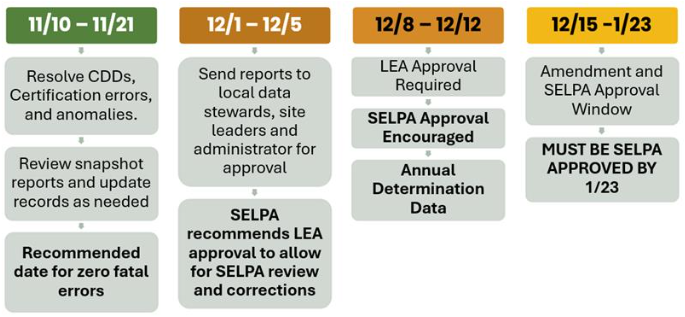 11/10 – 11/21
Resolve CDDs,
Certification errors,
and anomalies.
Review snapshot
reports and update
records as needed
Recommended
date for zero fatal
errors
12/1 – 12/5
Send reports to
local data
stewards, site
leaders and
administrator for
approval
SELPA
recommends LEA
approval to allow
for SELPA review
and corrections
12/8 – 12/12
LEA Approval
Required
SELPA Approval
Encouraged
Annual
Determination
Data
12/15 -1/23
Amendment and
SELPA Approval
Window
MUST BE SELPA
APPROVED BY
1/23